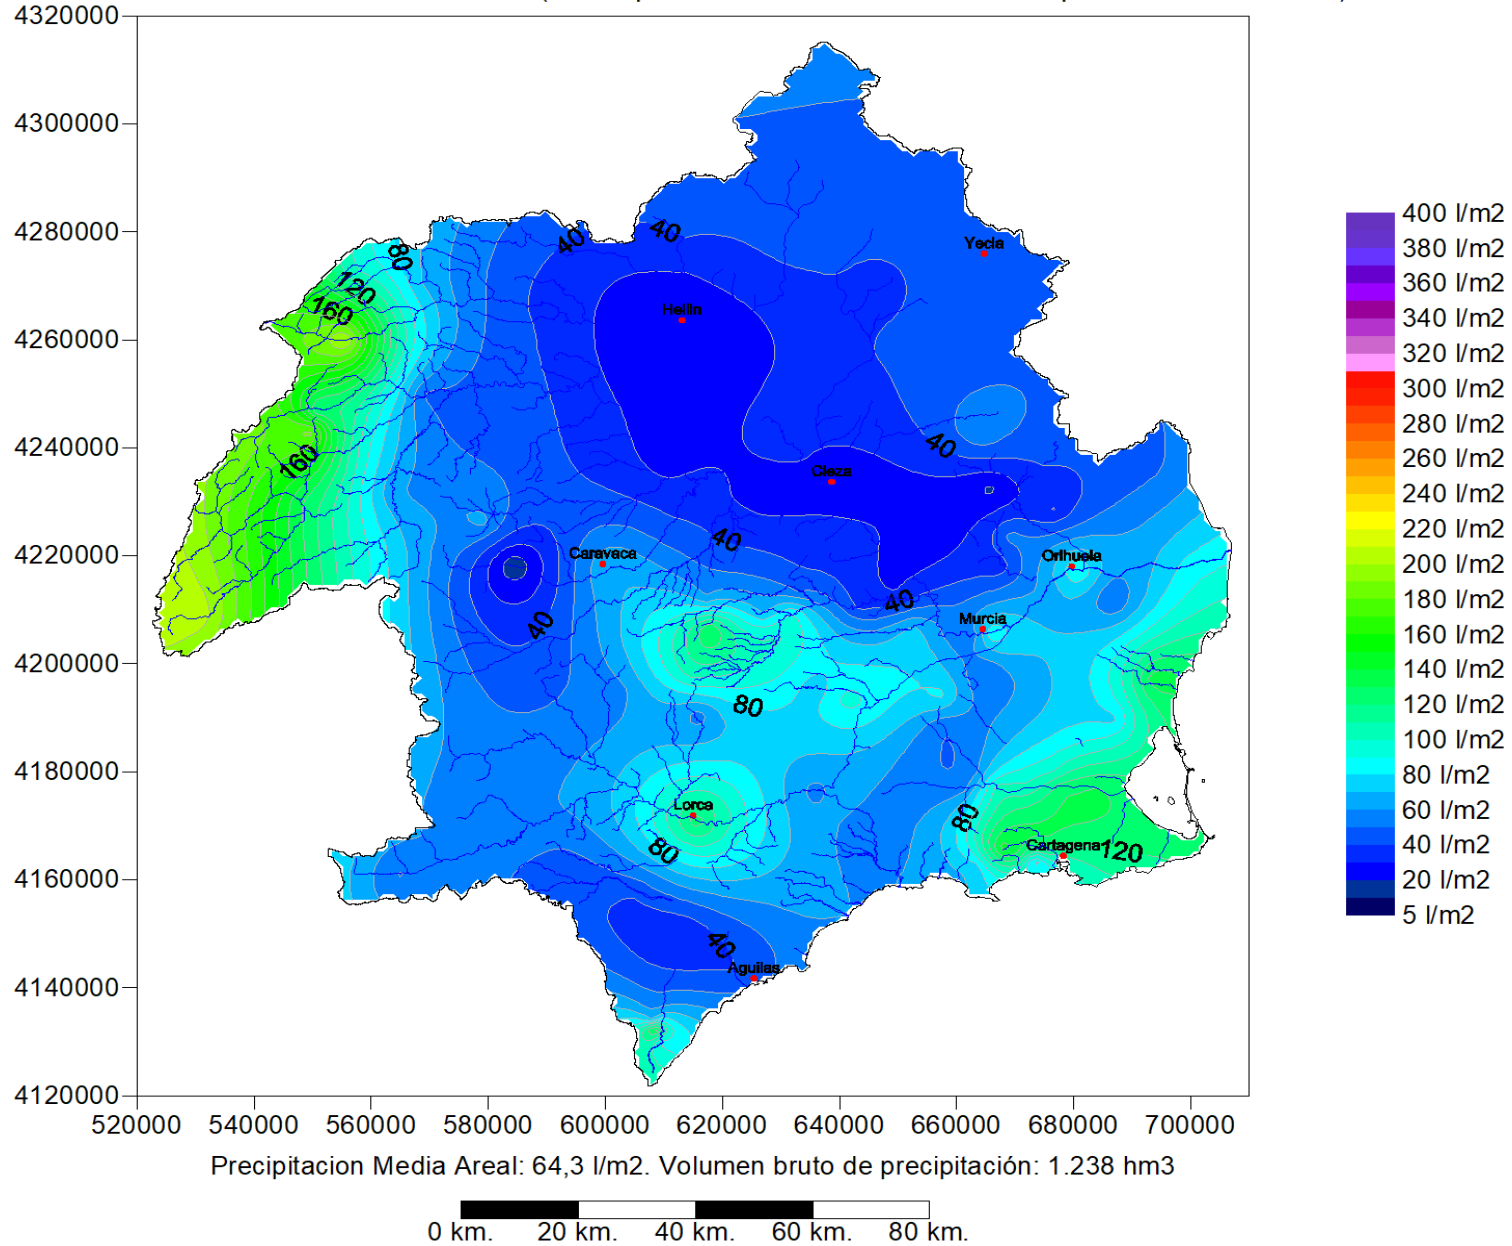 4320000
4300000
4280000
4260000
4240000
4220000
4200000
4180000
4160000
4140000
4120000
520000 540000 560000 580000 600000 620000 640000 660000 680000 700000
40
40
80
120
160
160
40
40
40
40
80
80
80
120
40
Yecla
Hellin
Cieza
Caravaca
Orihuela
Murcia
Lorca
Cartagena
Aguilas
400 l/m2
380 l/m2
360 l/m2
340 l/m2
320 l/m2
300 l/m2
280 l/m2
260 l/m2
240 l/m2
220 l/m2
200 l/m2
180 l/m2
160 l/m2
140 l/m2
120 l/m2
100 l/m2
80 l/m2
60 l/m2
40 l/m2
20 l/m2
5 l/m2
Precipitacion Media Areal: 64,3 l/m2. Volumen bruto de precipitación: 1.238 hm3
0 km. 20 km. 40 km. 60 km. 80 km.